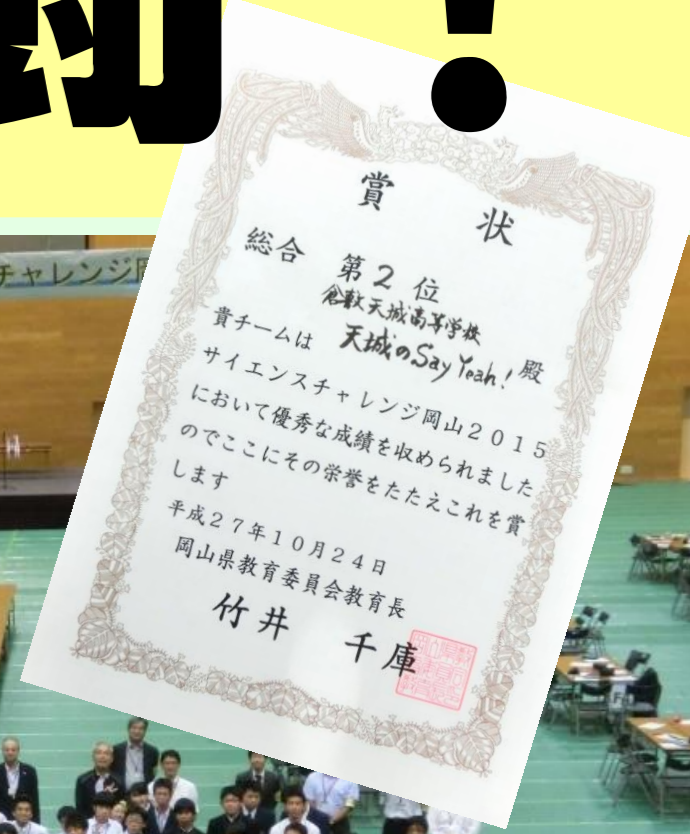 ！
チャレンジ
賞状
総合　第２位
倉敷天城高等学校
貴チームは　天城のSay Yeah!　殿
サイエンスチャレンジ岡山２０１５
において優秀な成績を収められました
のでここにその栄誉をたたえこれを賞
します
平成２７年１０月２４日
岡山県教育委員会教育長
竹井　千庫